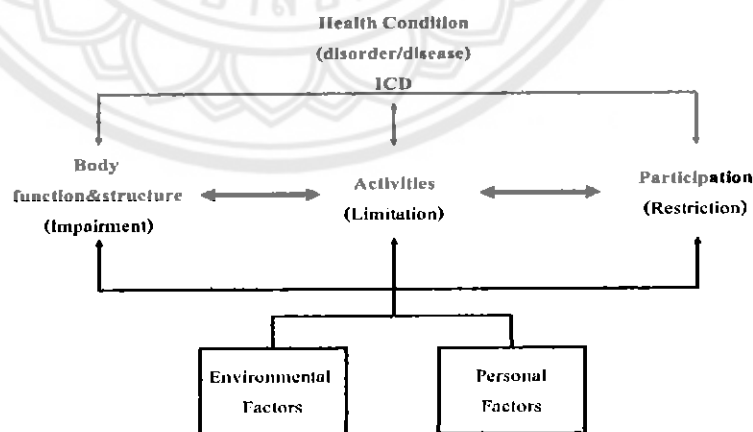 Health Condition
(disorder/disease)
ICD
Body
function&structure
(Impairment)
Activities
(Limitation)
Participation
(Restriction)
Environmental
Factors
Personal
Factors